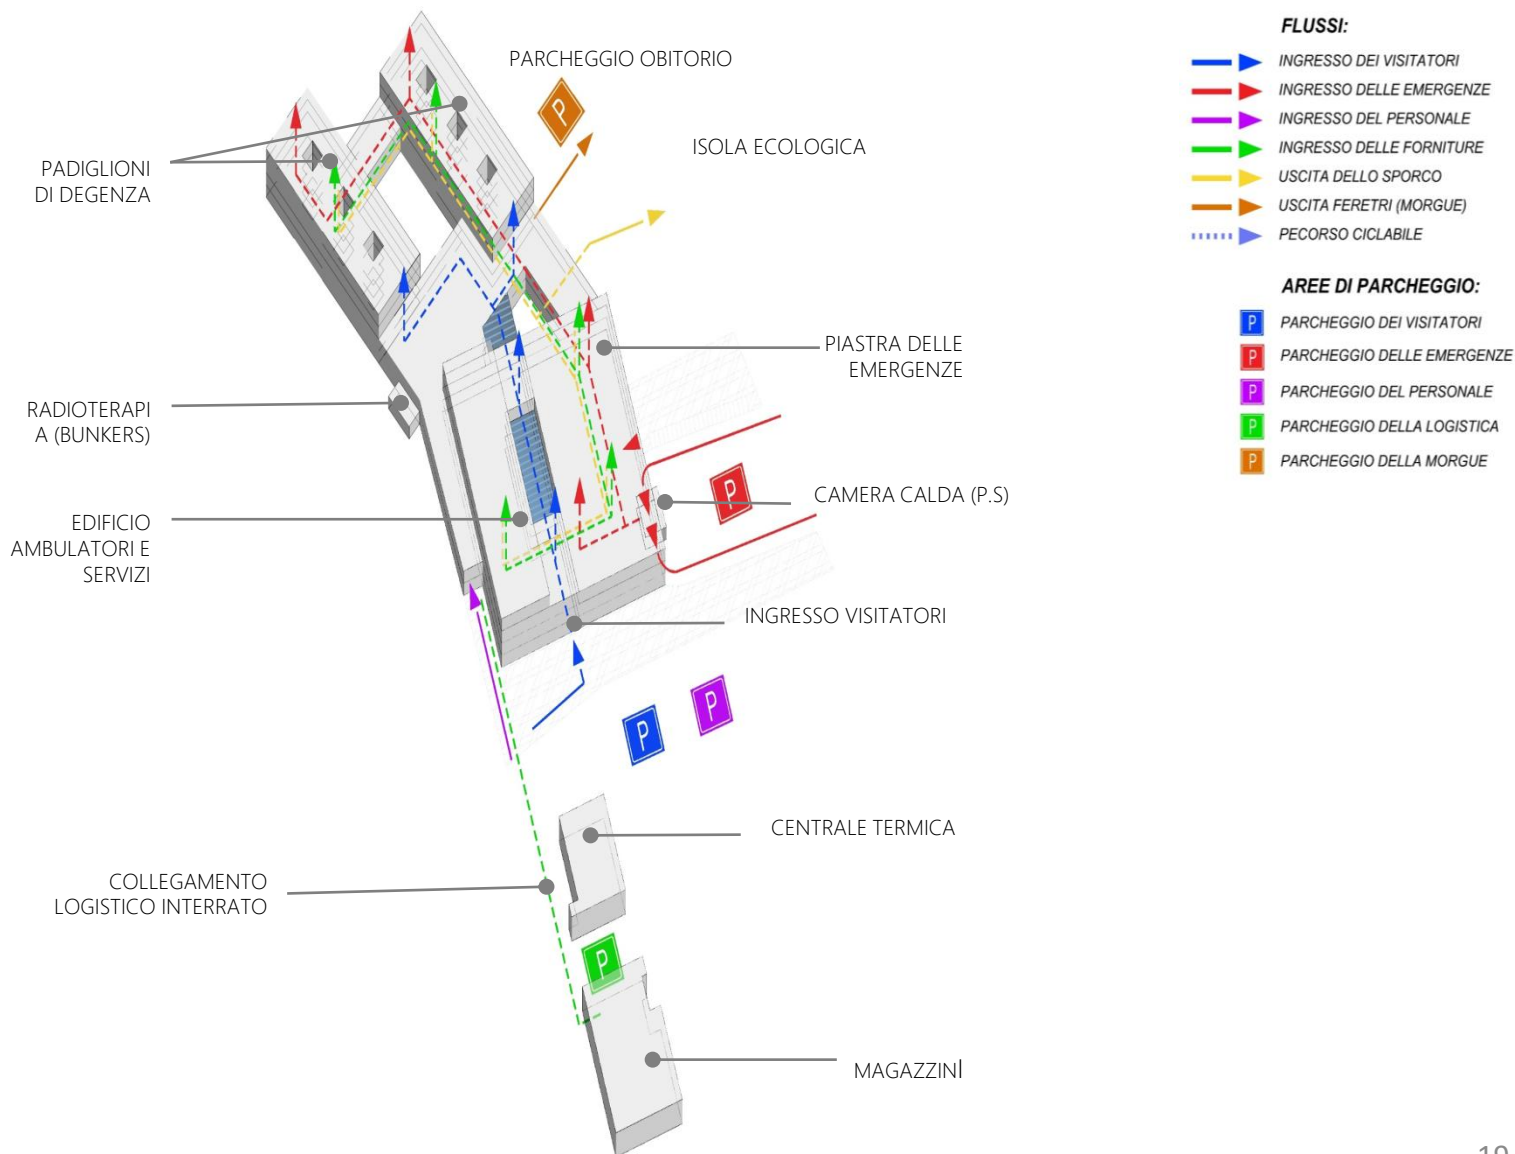 PARCHEGGIO OBITORIO
P
ISOLA ECOLOGICA
PADIGLIONI
DI DEGENZA
PIASTRA DELLE
EMERGENZE
RADIOTERAPI
A (BUNKERS)
P
CAMERA CALDA (P.S)
EDIFICIO
AMBULATORI E
SERVIZI
INGRESSO VISITATORI
P
P
CENTRALE TERMICA
COLLEGAMENTO
LOGISTICO INTERRATO
P
MAGAZZINI
FLUSSI:
INGRESSO DEI VISITATORI
INGRESSO DELLE EMERGENZE
INGRESSO DEL PERSONALE
INGRESSO DELLE FORNITURE
USCITA DELLO SPORCO
USCITA FERETRI (MORGUE)
PECORSO CICLABILE
AREE DI PARCHEGGIO:
P PARCHEGGIO DEI VISITATORI
P PARCHEGGIO DELLE EMERGENZE
P PARCHEGGIO DEL PERSONALE
P PARCHEGGIO DELLA LOGISTICA
P PARCHEGGIO DELLA MORGUE